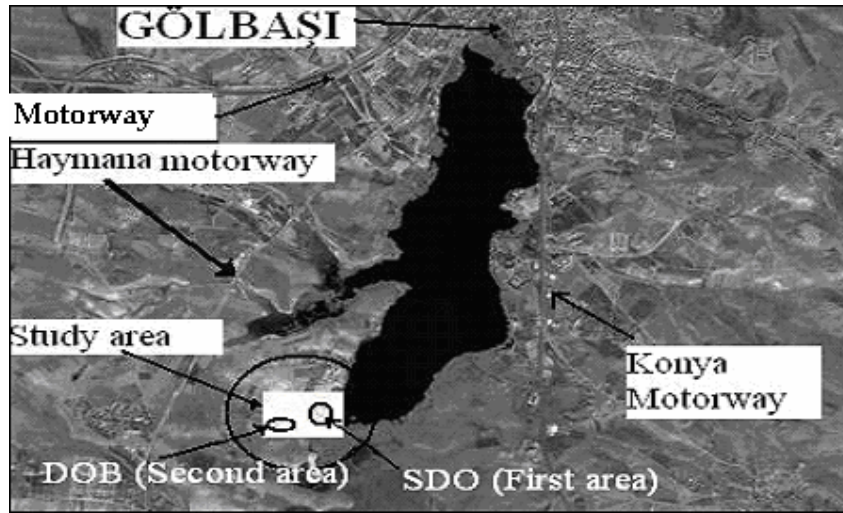 GÖLBAŞI
Motorway
Haymana motorway
Study area
Konya
Motorway
DOB (Second area)
SDO (First area)